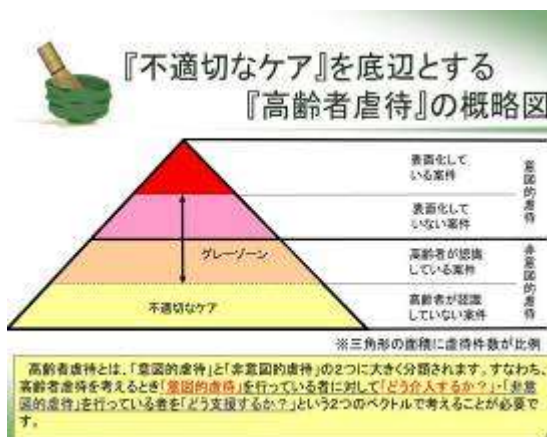 『不適切なケア』を底辺とする
『高齢者虐待』の概略図
表面化して
いる案件
表面化して
いない案件
意図的虐待
グレーゾーン
高齢者が認識
している案件
不適切なケア
高齢者が認識
していない案件
非意図的虐待
※三角形の面積に虐待件数が比例
高齢者虐待とは、「意図的虐待」と「非意図的虐待」の2つに大きく分類されます。すなわち、
高齢者虐待を考えるとき「意図的虐待」を行っている者に対して「どう介入するか?」・「非意
図的虐待」を行っている者を「どう支援するか?」という2つのベクトルで考えることが必要で
す。